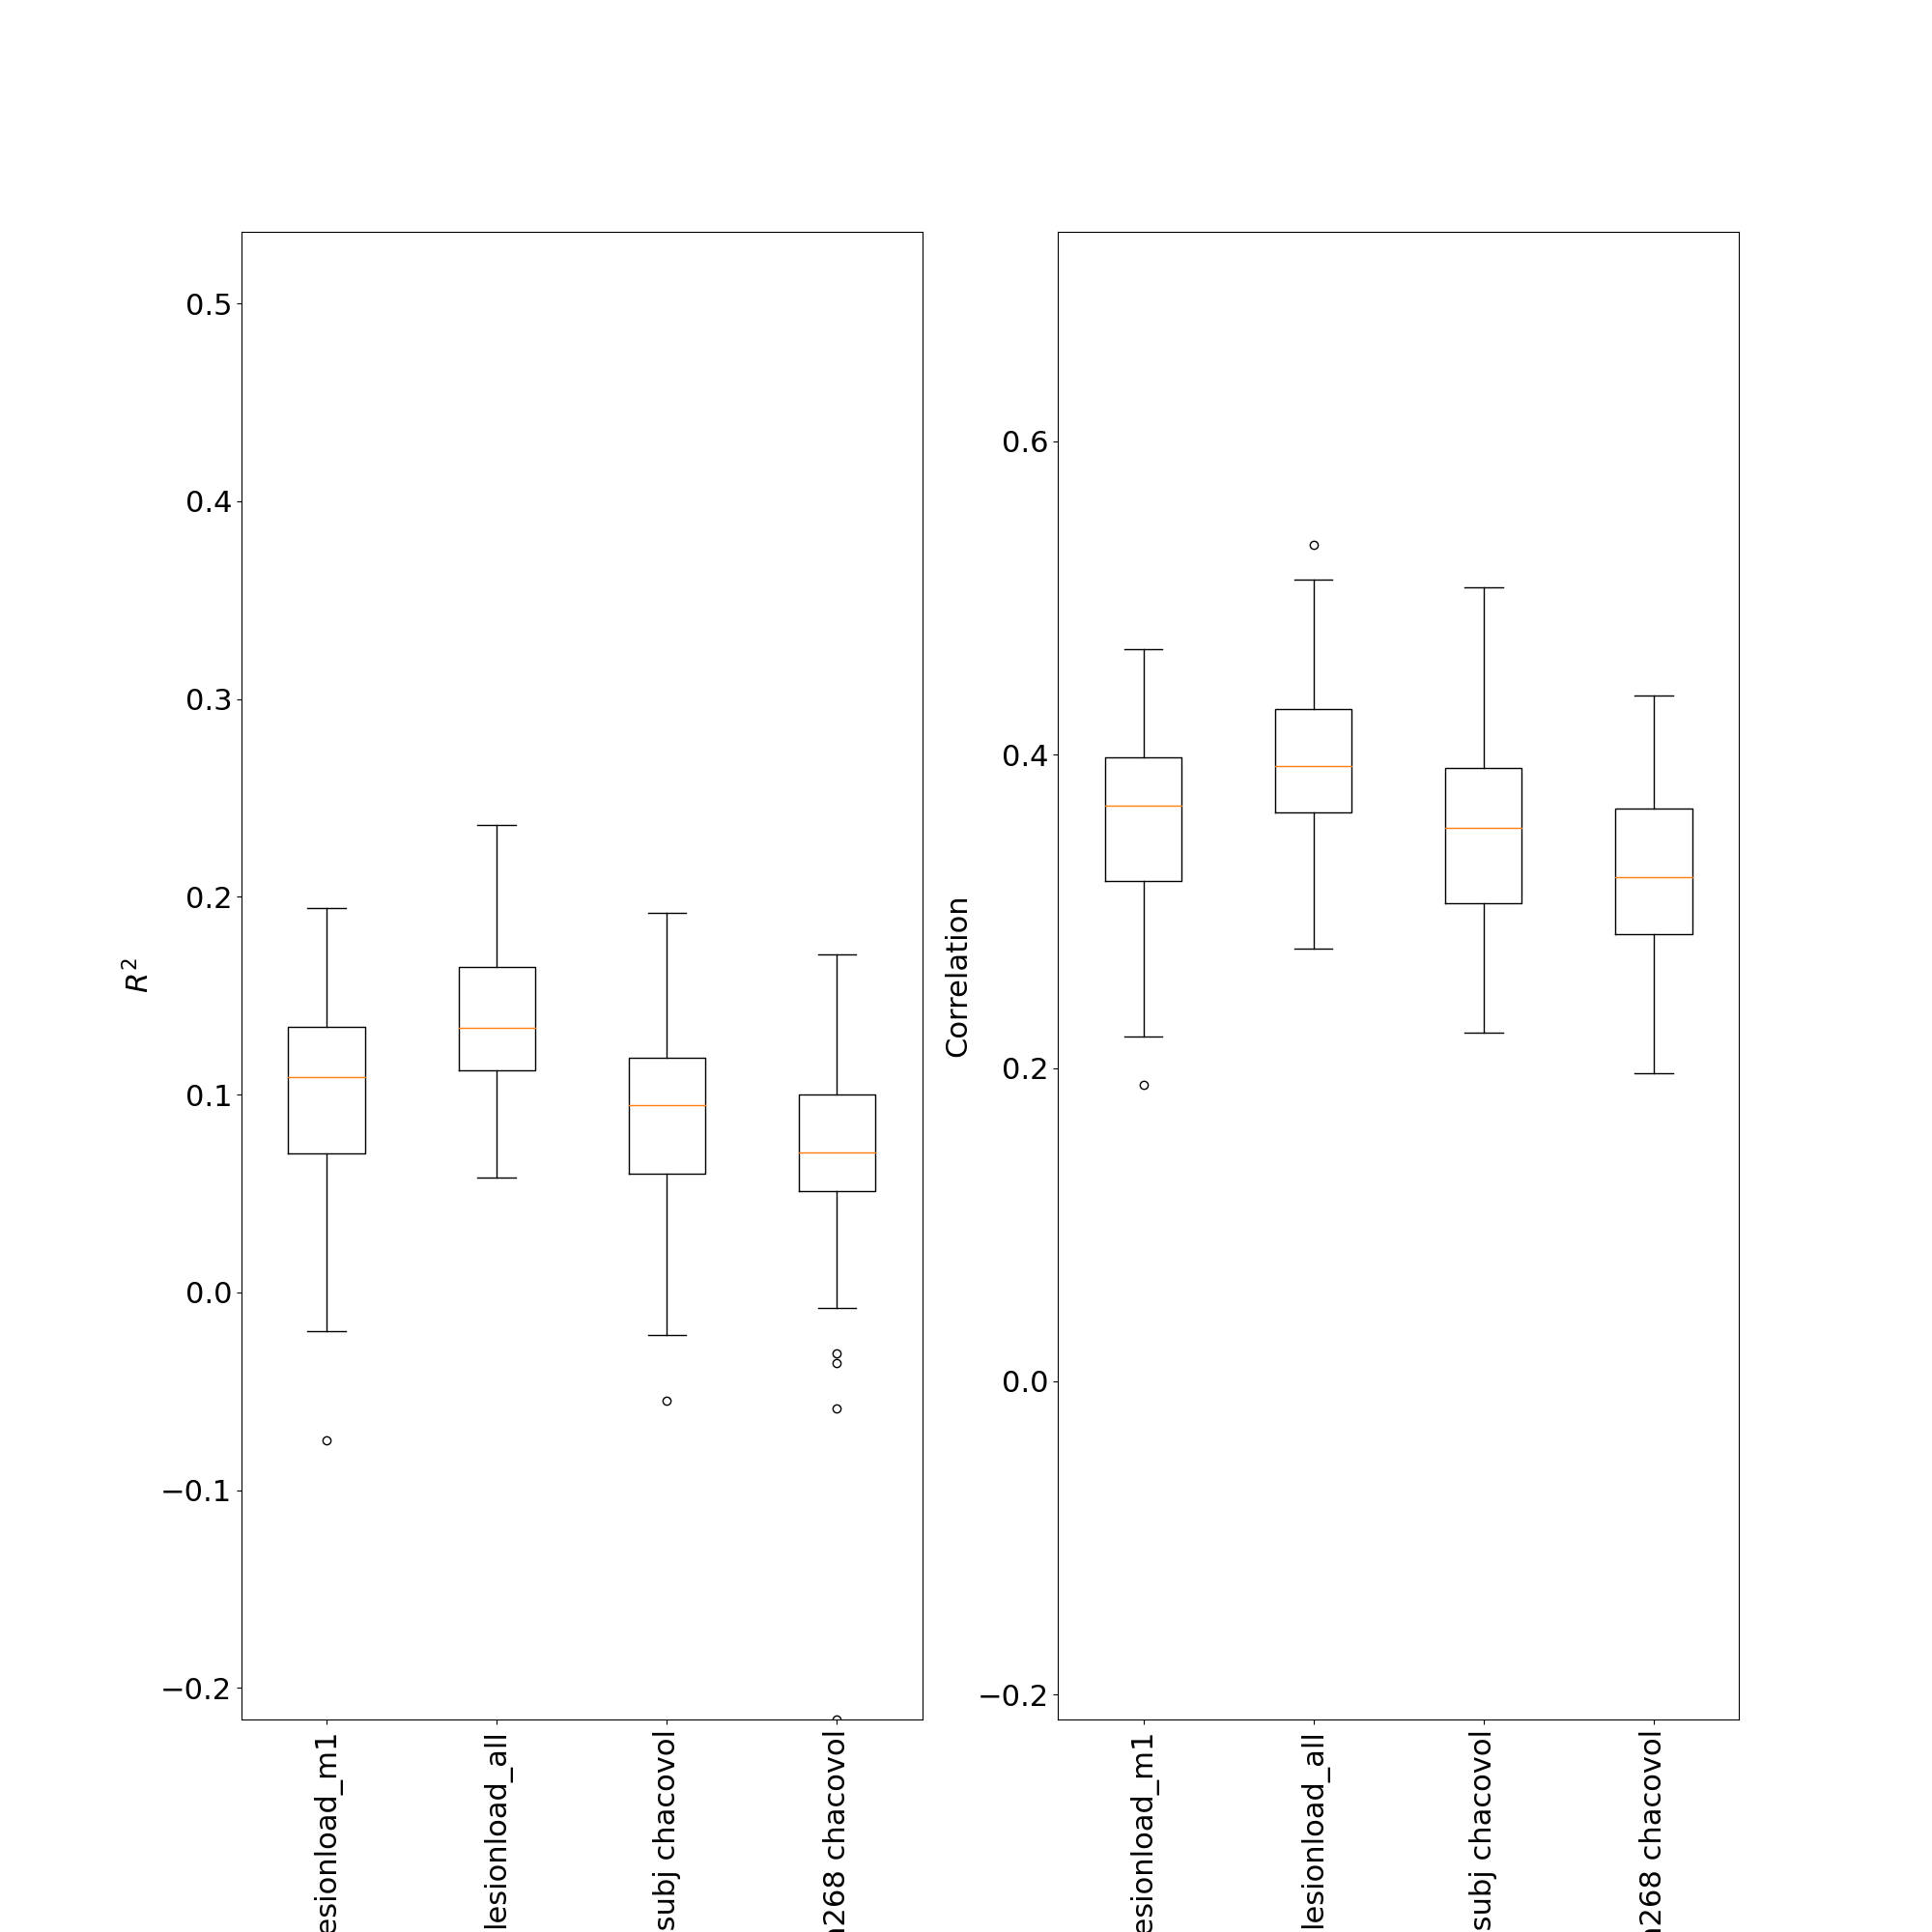 0.5
0.4
0.3
0.2
0.1
0.0
−0.1
−0.2
R²
esionload_m1
lesionload_all
subj chacovol
268 chacovol
0.6
0.4
0.2
0.0
−0.2
Correlation
esionload_m1
lesionload_all
subj chacovol
268 chacovol